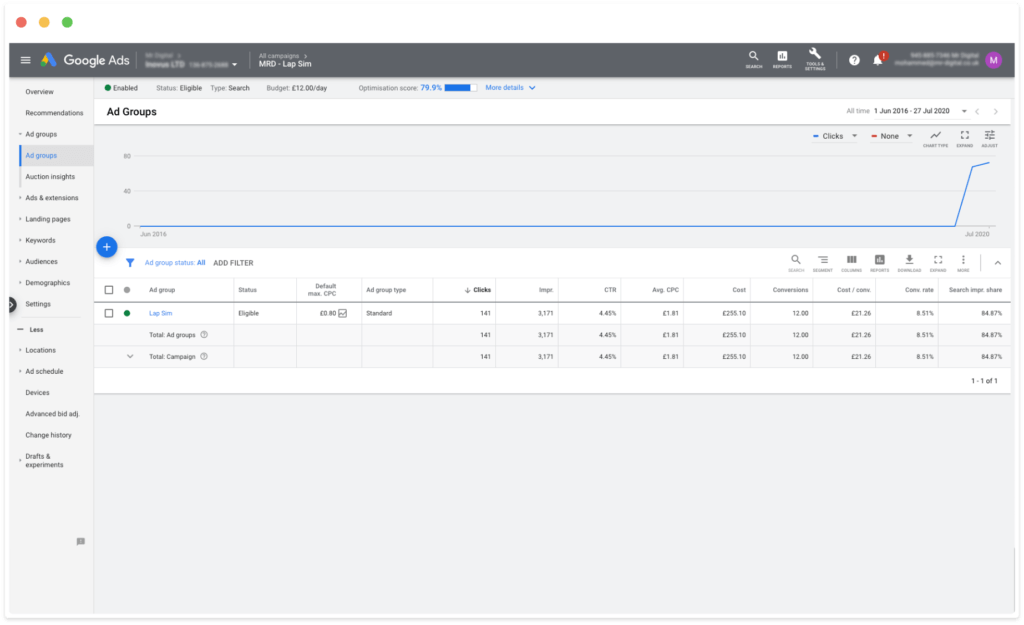 Google Ads
All campaigns >
MRD - Lap Sim
SEARCH
REPORTS
TOOLS & SETTINGS
?
!
M
Overview
Recommendations
Ad groups
Ad groups
Auction insights
Ads & extensions
Landing pages
Keywords
Audiences
Demographics
Settings
Less
Locations
Ad schedule
Devices
Advanced bid adj.
Change history
Drafts &
experiments
Enabled Status: Eligible Type: Search Budget: £12.00/day Optimisation score: 79.9% More details
Ad Groups
All time 1 Jun 2016 - 27 Jul 2020
Clicks None CHART TYPE EXPAND ADJUST
80
40
0
Jun 2016 Jul 2020
Ad group status: All ADD FILTER
SEARCH SEGMENT COLUMNS REPORTS DOWNLOAD EXPAND MORE
Ad group Status Default max. CPC Ad group type Clicks Impr. CTR Avg. CPC Cost Conversions Cost / conv. Conv. rate Search impr. share
Lap Sim Eligible £0.80 Standard 141 3,171 4.45% £1.81 £255.10 12.00 £21.26 8.51% 84.87%
Total: Ad groups ? 141 3,171 4.45% £1.81 £255.10 12.00 £21.26 8.51% 84.87%
Total: Campaign ? 141 3,171 4.45% £1.81 £255.10 12.00 £21.26 8.51% 84.87%
1 - 1 of 1